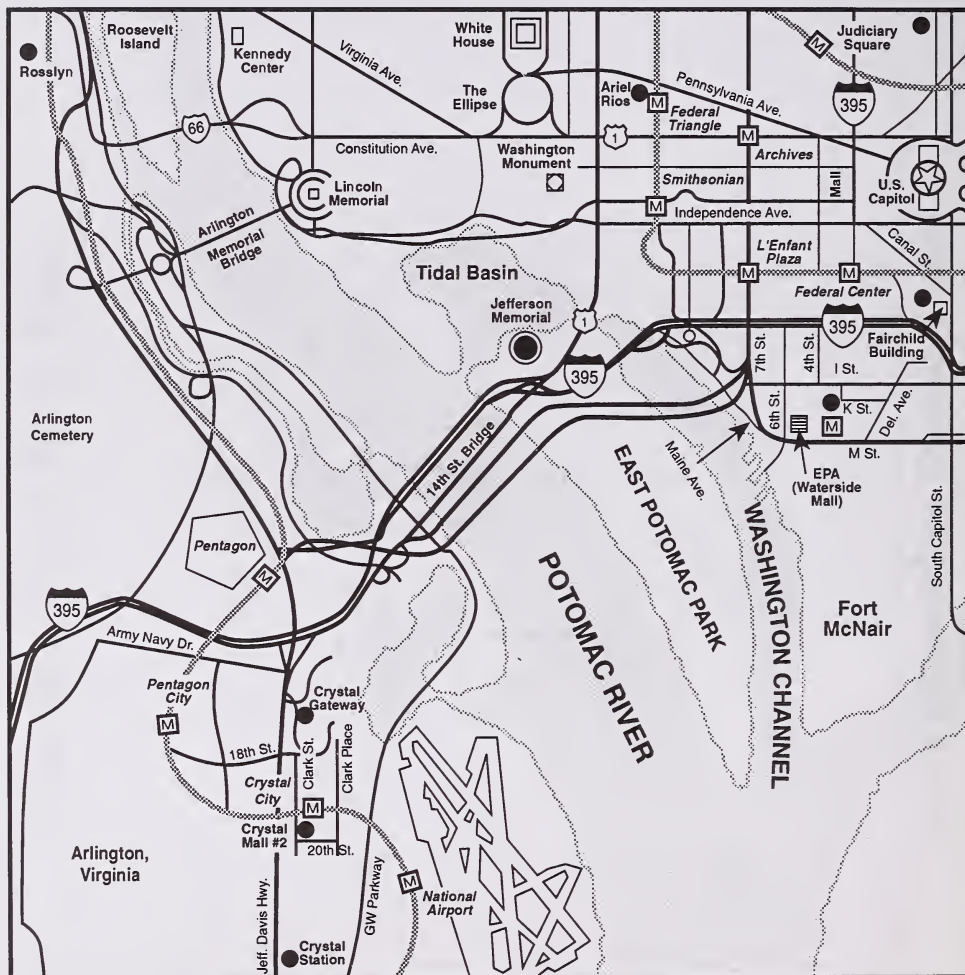 Roosevelt
Island
Kennedy
Center
Virginia Ave.
White
House
The
Ellipse
Ariel
Rios
M
Federal
Triangle
Pennsylvania Ave.
M
Judiciary
Square
395
Rosslyn
66
Constitution Ave.
Washington
Monument
1
M
Archives
Lincoln
Memorial
Smithsonian
Mall
U.S.
Capitol
M
Independence Ave.
Arlington
Memorial
Bridge
Tidal Basin
L'Enfant
Plaza
Canal St.
M
M
Federal Center
Jefferson
Memorial
1
395
Fairchild
Building
395
7th St.
4th St.
I St.
6th St.
K St.
M
Del. Ave.
M St.
Arlington
Cemetery
14th St. Bridge
Maine Ave.
EPA
(Waterside
Mall)
South Capitol St.
EAST POTOMAC PARK
WASHINGTON CHANNEL
POTOMAC RIVER
Fort
McNair
Pentagon
M
395
Army Navy Dr.
Pentagon
City
M
Crystal
Gateway
18th St.
Clark St.
Clark Place
Crystal
City
M
Crystal
Mall #2
20th St.
Arlington,
Virginia
Jeff. Davis Hwy.
GW Parkway
M
National
Airport
Crystal
Station